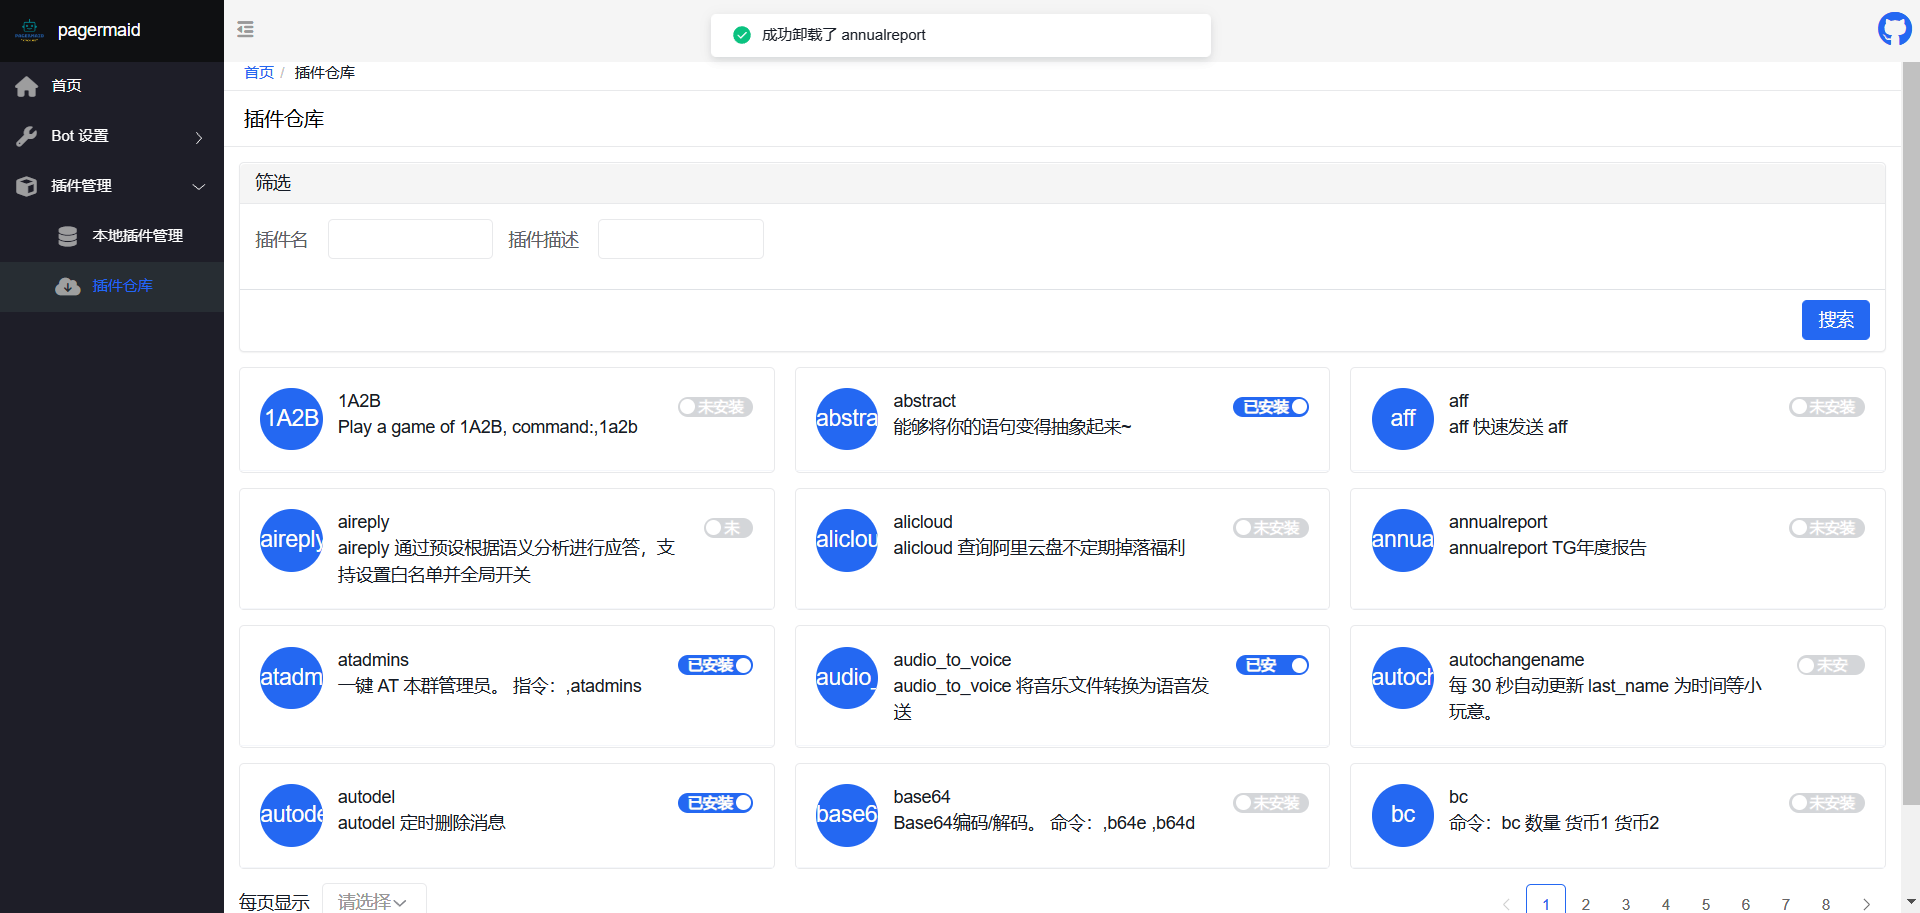 pagermaid
成功卸载了 annualreport
首页
Bot 设置
插件管理
本地插件管理
插件仓库
首页 / 插件仓库
插件仓库
筛选
插件名
插件描述
搜索
1A2B
1A2B
Play a game of 1A2B, command:,1a2b
未安装
abstra
abstract
能够将你的语句变得抽象起来~
已安装
aff
aff
aff 快速发送 aff
未安装
aireply
aireply
aireply 通过预设根据语义分析进行应答，支
持设置白名单并全局开关
未
aliclou
alicloud
alicloud 查询阿里云盘不定期掉落福利
未安装
annua
annualreport
annualreport TG年度报告
未安装
atadm
atadmins
一键 AT 本群管理员。 指令：,atadmins
已安装
audio_
audio_to_voice
audio_to_voice 将音乐文件转换为语音发
送
已安
autoch
autochangename
每 30 秒自动更新 last_name 为时间等小
玩意。
未安
autode
autodel
autodel 定时删除消息
已安装
base6
base64
Base64编码/解码。 命令：,b64e ,b64d
未安装
bc
bc
命令：bc 数量 货币1 货币2
未安装
每页显示
请选择
1 2 3 4 5 6 7 8